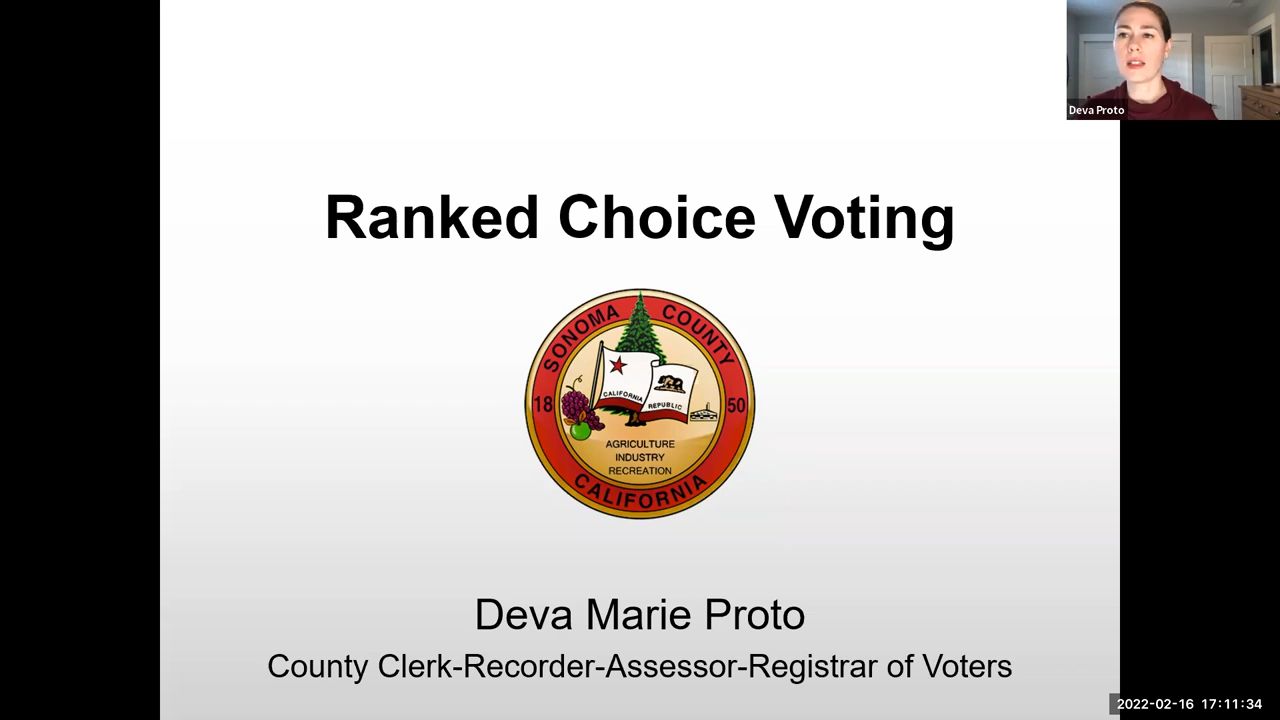 Deva Proto
Ranked Choice Voting
SONOMA COUNTY
CALIFORNIA
REPUBLIC
18
50
AGRICULTURE
INDUSTRY
RECREATION
CALIFORNIA
Deva Marie Proto
County Clerk-Recorder-Assessor-Registrar of Voters
2022-02-16 17:11:34